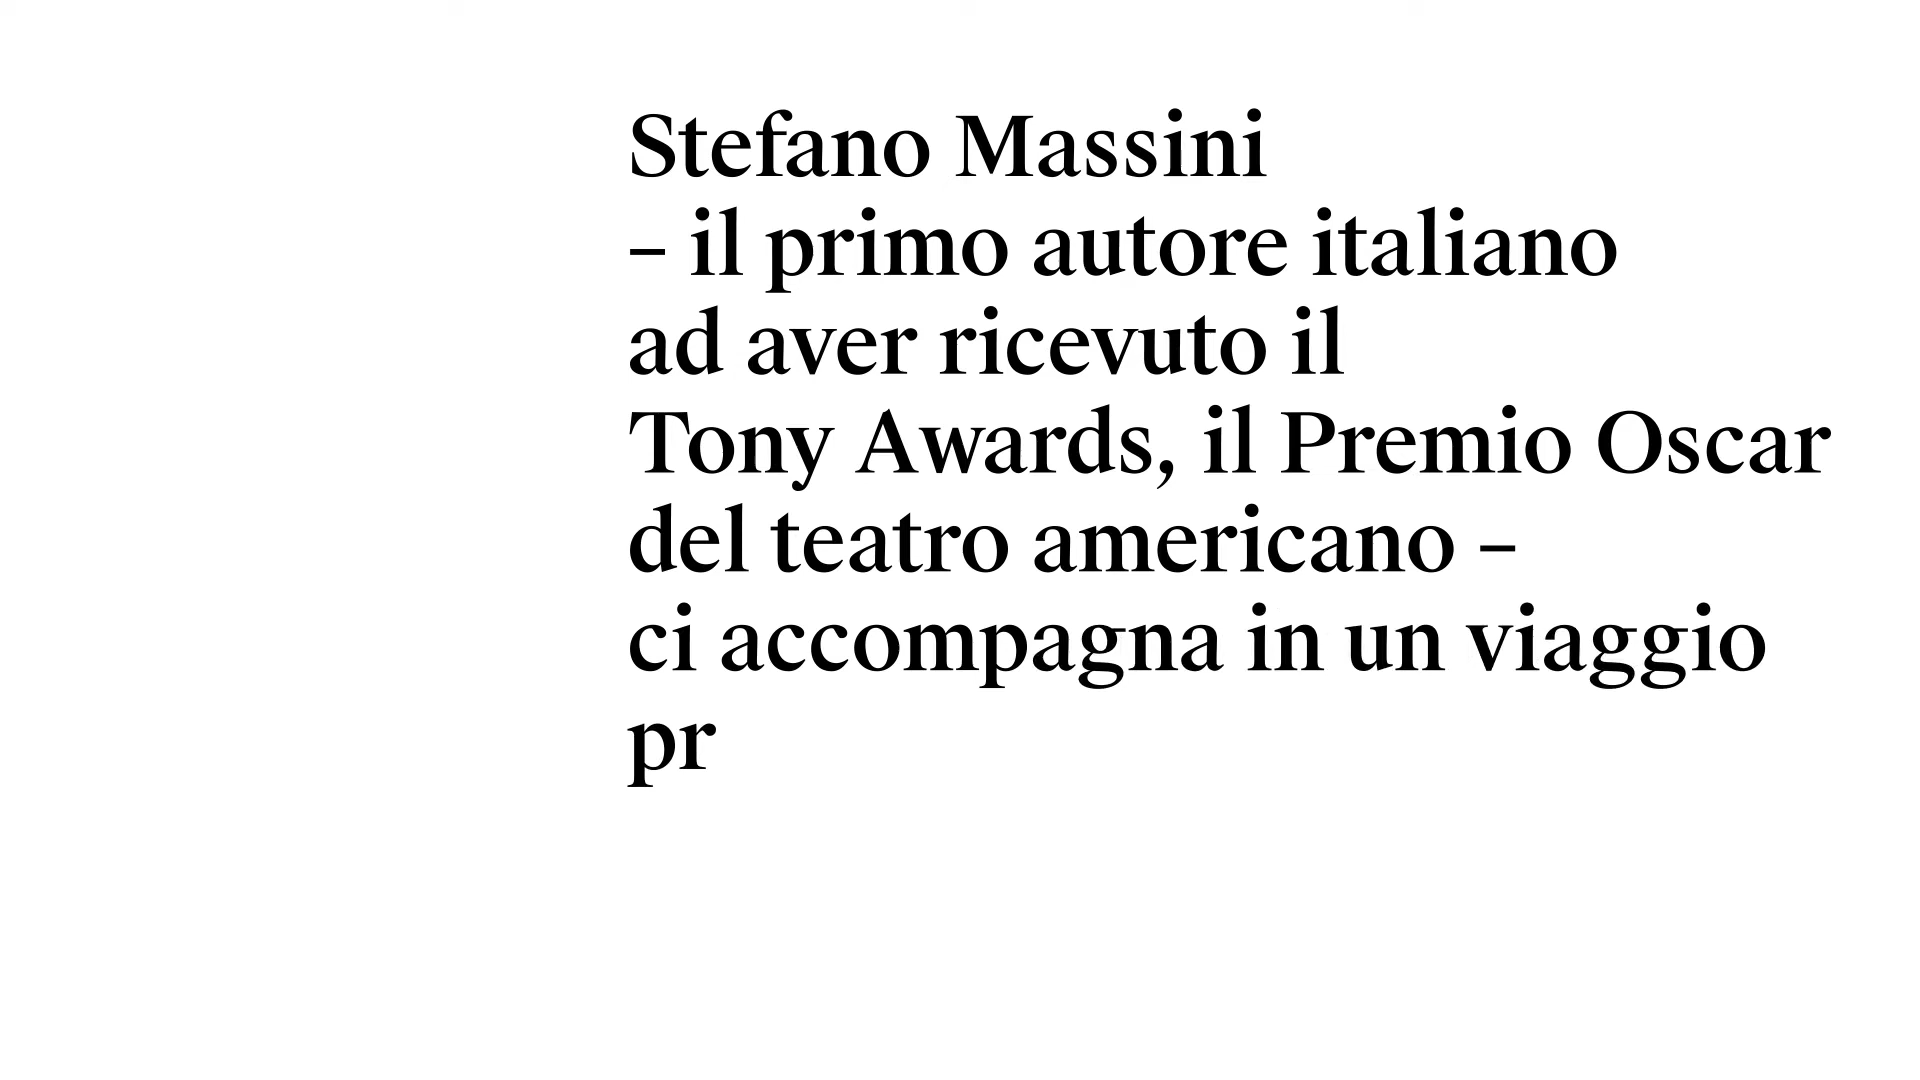 Stefano Massini
– il primo autore italiano
ad aver ricevuto il
Tony Awards, il Premio Oscar
del teatro americano –
ci accompagna in un viaggio
pr